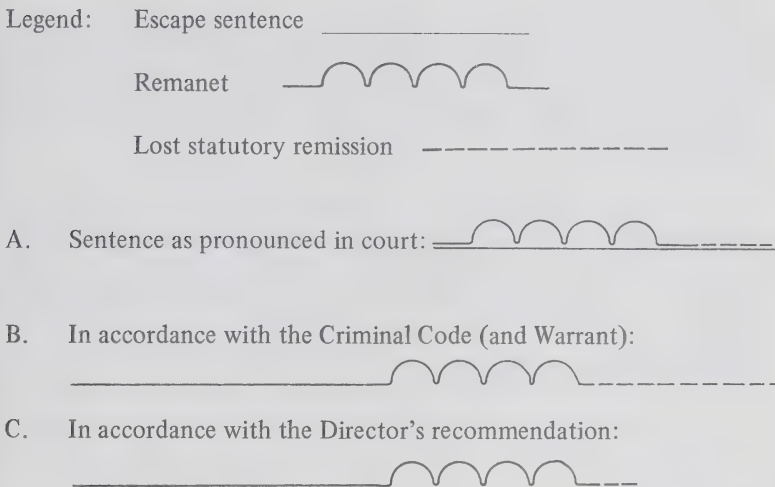 Legend: Escape sentence
Remanet
Lost statutory remission
A. Sentence as pronounced in court:
B. In accordance with the Criminal Code (and Warrant):
C. In accordance with the Director's recommendation: